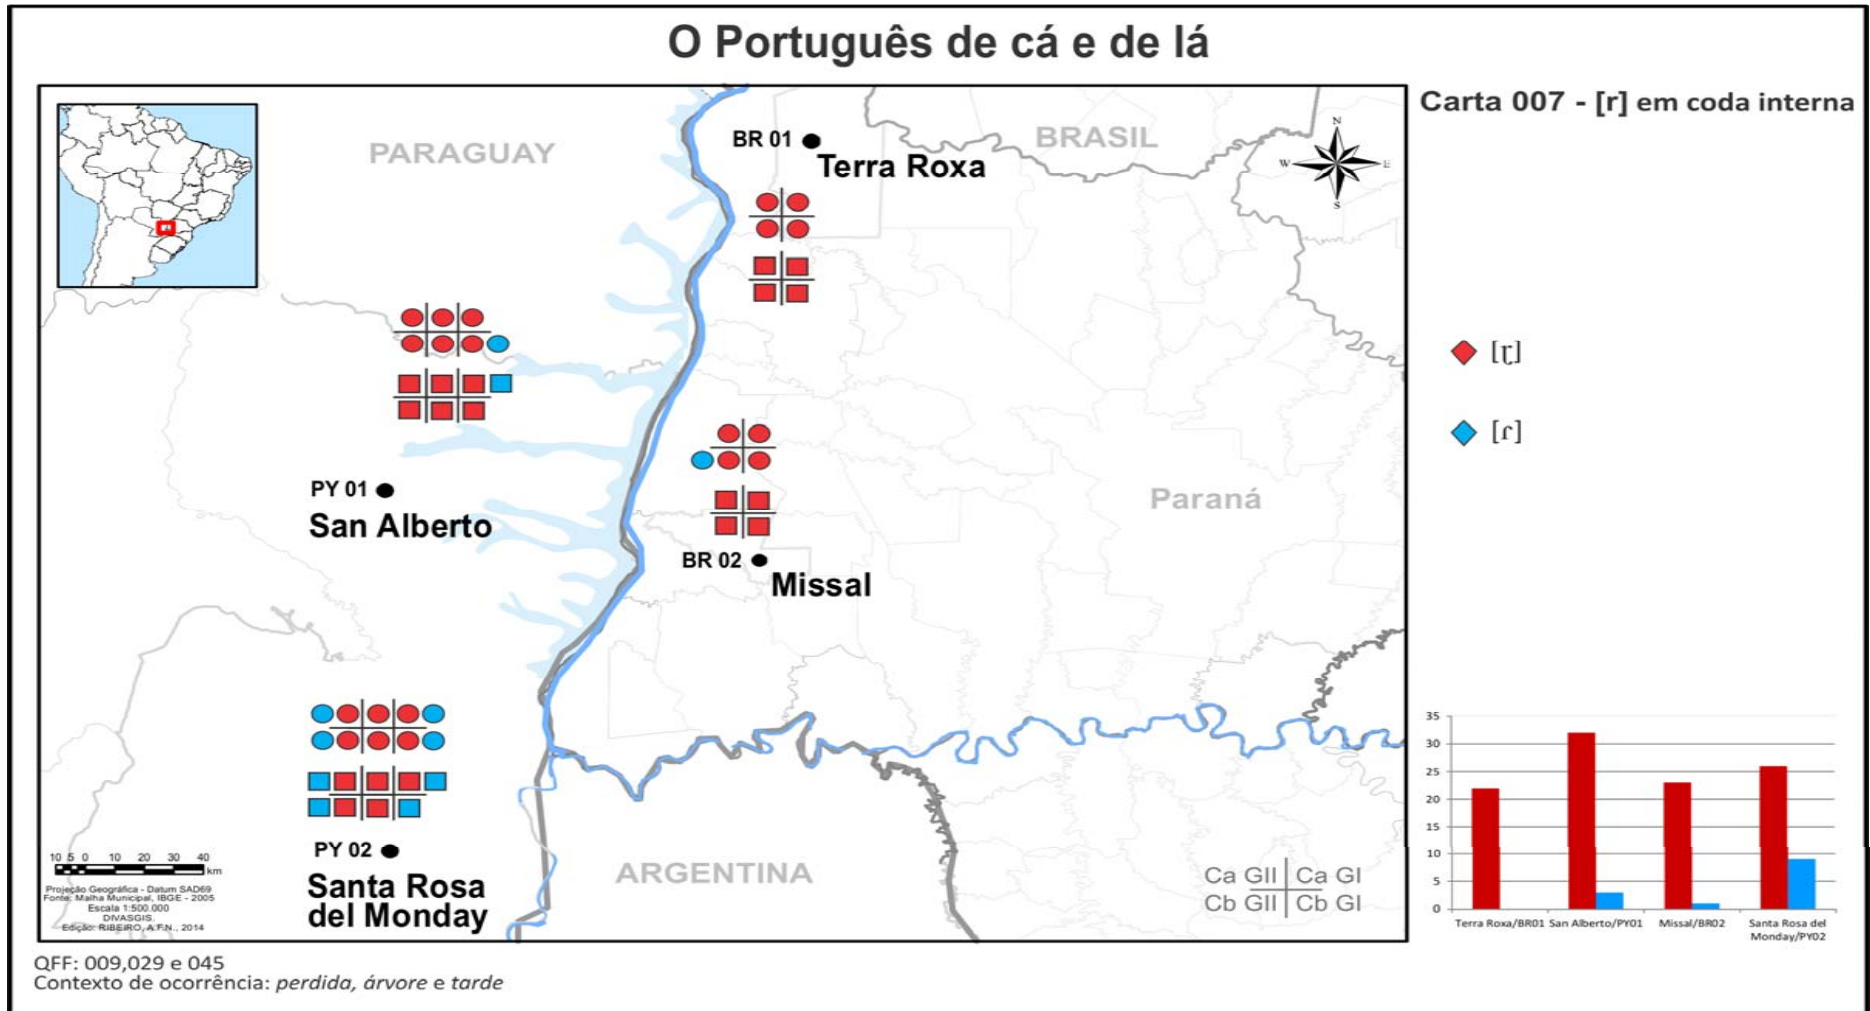 O Português de cá e de lá
Carta 007 - [r] em coda interna
PARAGUAY
BR 01
Terra Roxa
BRASIL
N
W
E
S
[ɽ]
[ɾ]
PY 01
San Alberto
Paraná
BR 02
Missal
PY 02
Santa Rosa
del Monday
ARGENTINA
Ca GII Ca GI
Cb GII Cb GI
10 5 0 10 20 30 40
km
Projeção Geográfica - Datum SAD69
Fonte: Malha Municipal, IBGE - 2005
Escala 1:500.000
DIVASGIS.
Edição: RIBEIRO, A.F.N., 2014
35
30
25
20
15
10
5
0
Terra Roxa/BR01 San Alberto/PY01 Missal/BR02 Santa Rosa del
Monday/PY02
QFF: 009,029 e 045
Contexto de ocorrência: perdida, árvore e tarde